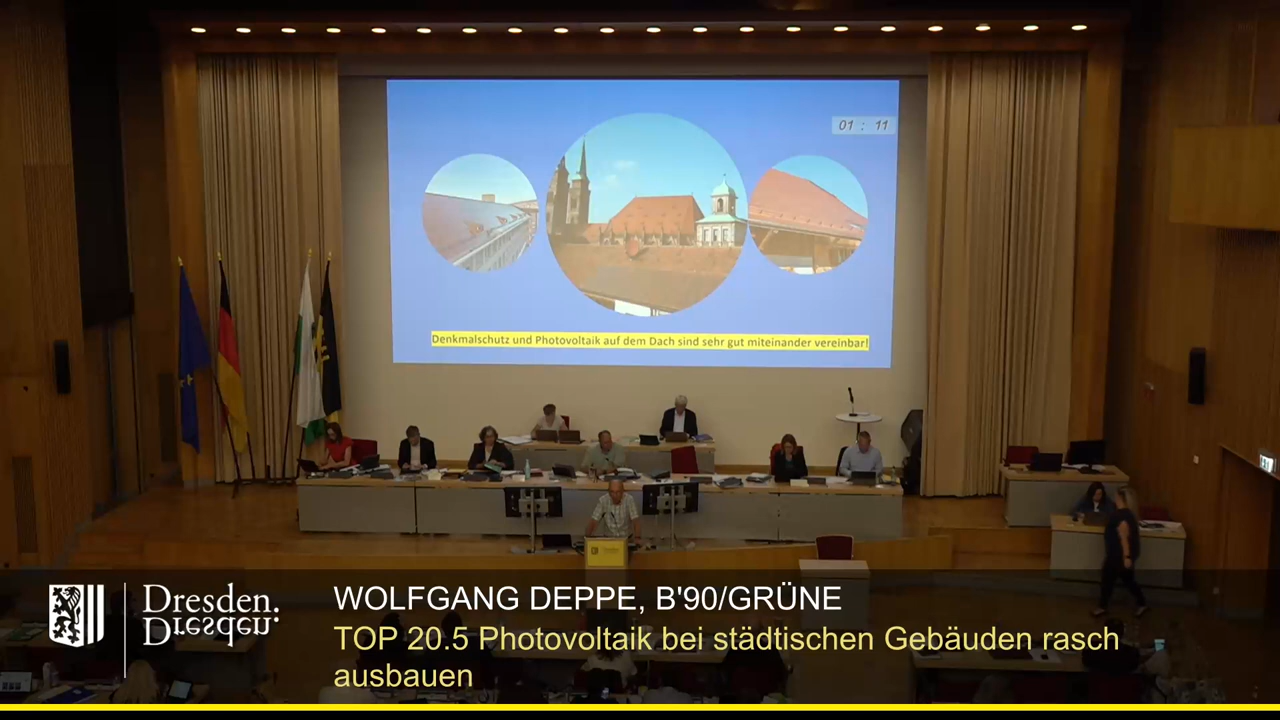 01 : 11
Denkmalschutz und Photovoltaik auf dem Dach sind sehr gut miteinander vereinbar!
Dresden.
Dresden.
WOLFGANG DEPPE, B'90/GRÜNE
TOP 20.5 Photovoltaik bei städtischen Gebäuden rasch
ausbauen